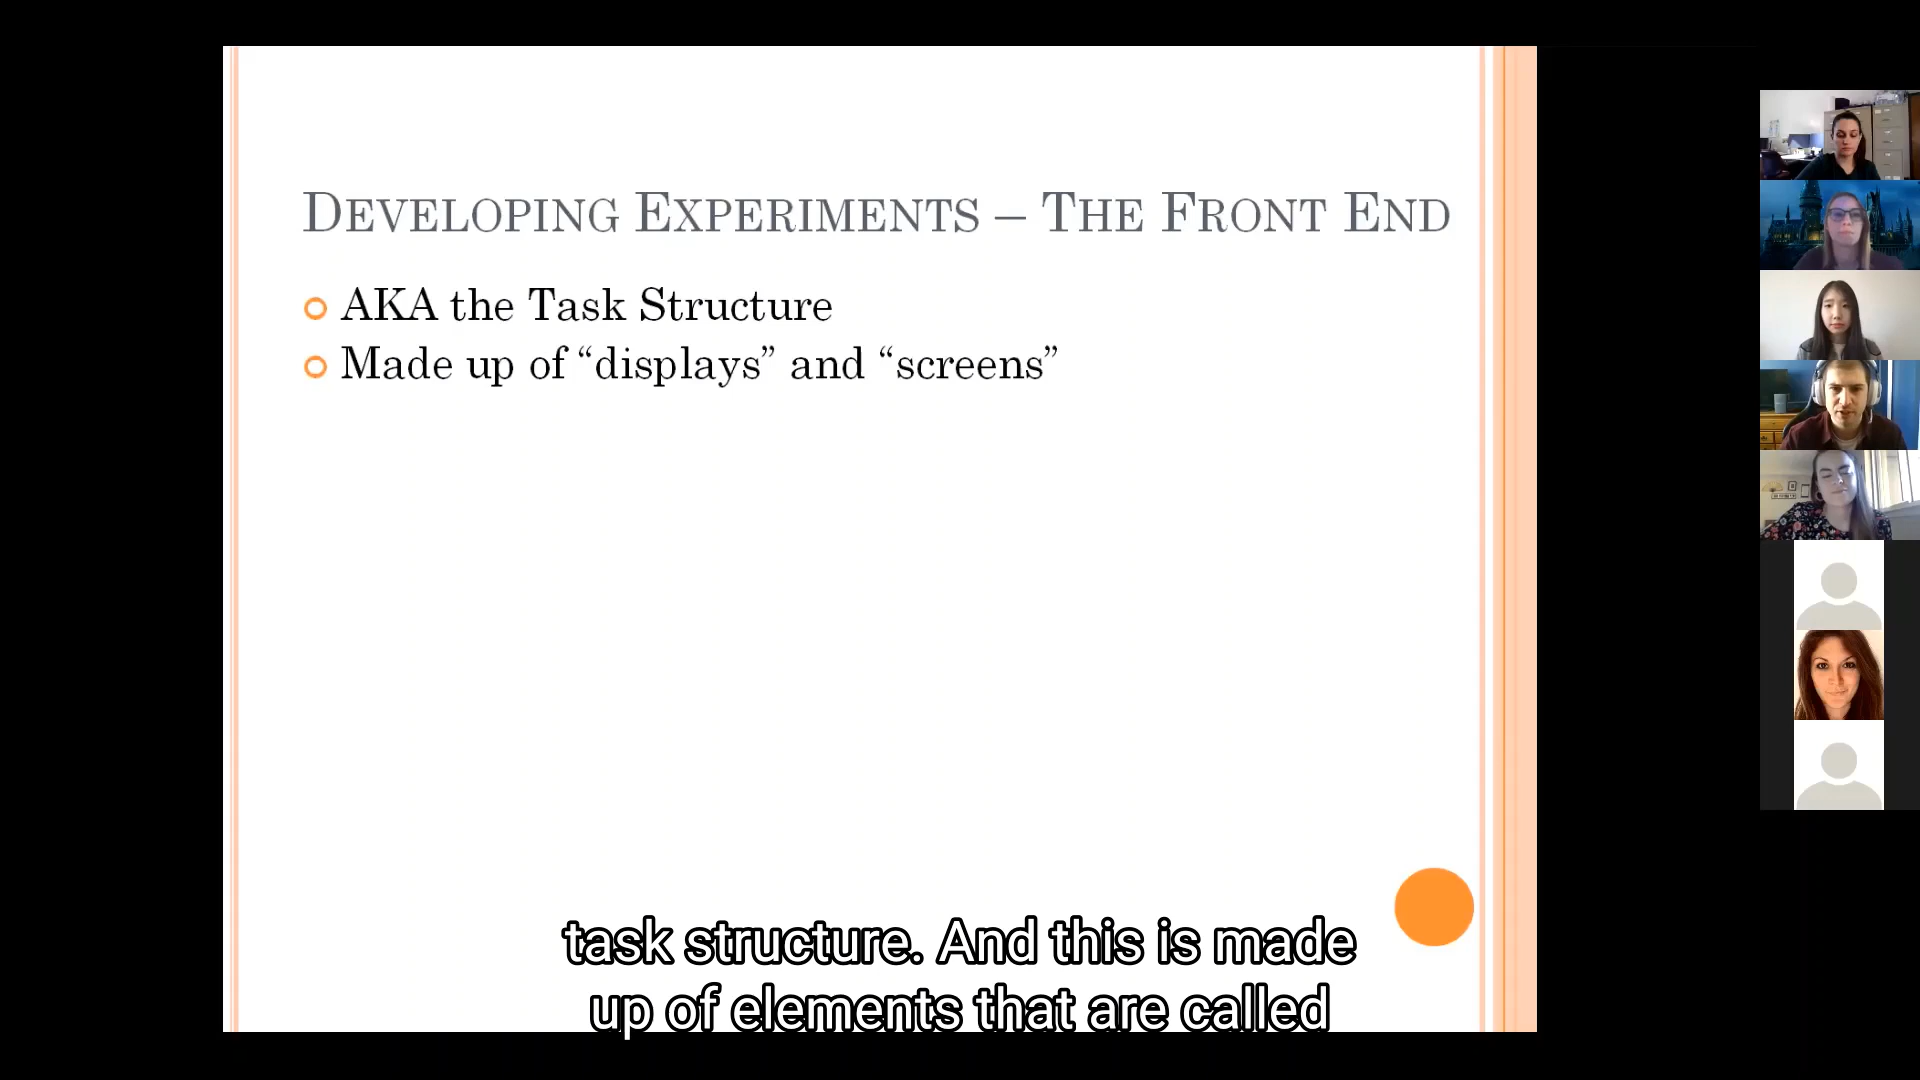 DEVELOPING EXPERIMENTS – THE FRONT END
AKA the Task Structure
Made up of “displays” and “screens”
task structure. And this is made
up of elements that are called